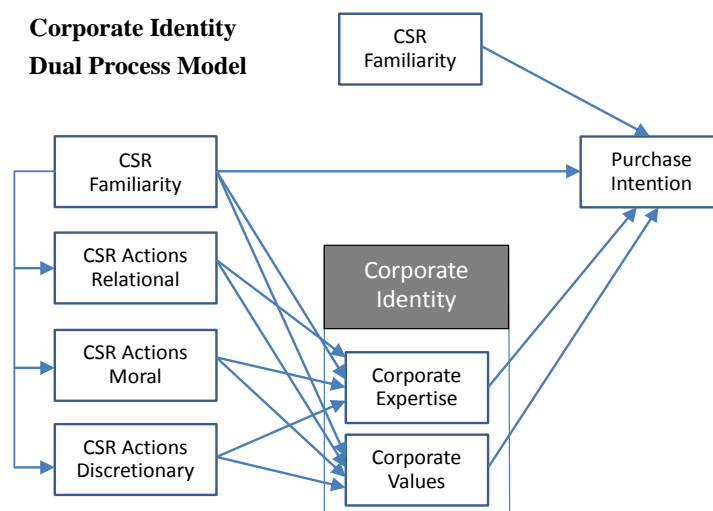 Corporate Identity
Dual Process Model
CSR
Familiarity
CSR
Familiarity
Purchase
Intention
CSR Actions
Relational
Corporate
Identity
CSR Actions
Moral
Corporate
Expertise
CSR Actions
Discretionary
Corporate
Values